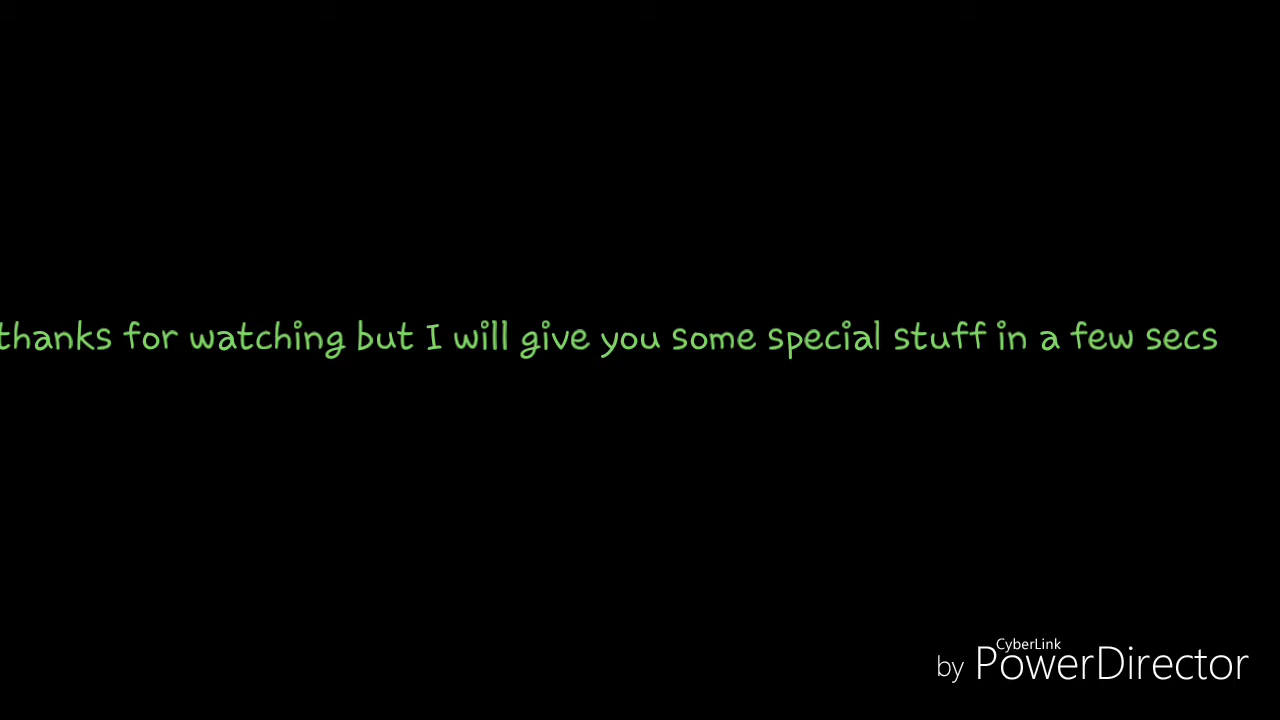 thanks for watching but I will give you some special stuff in a few secs
CyberLink
by PowerDirector